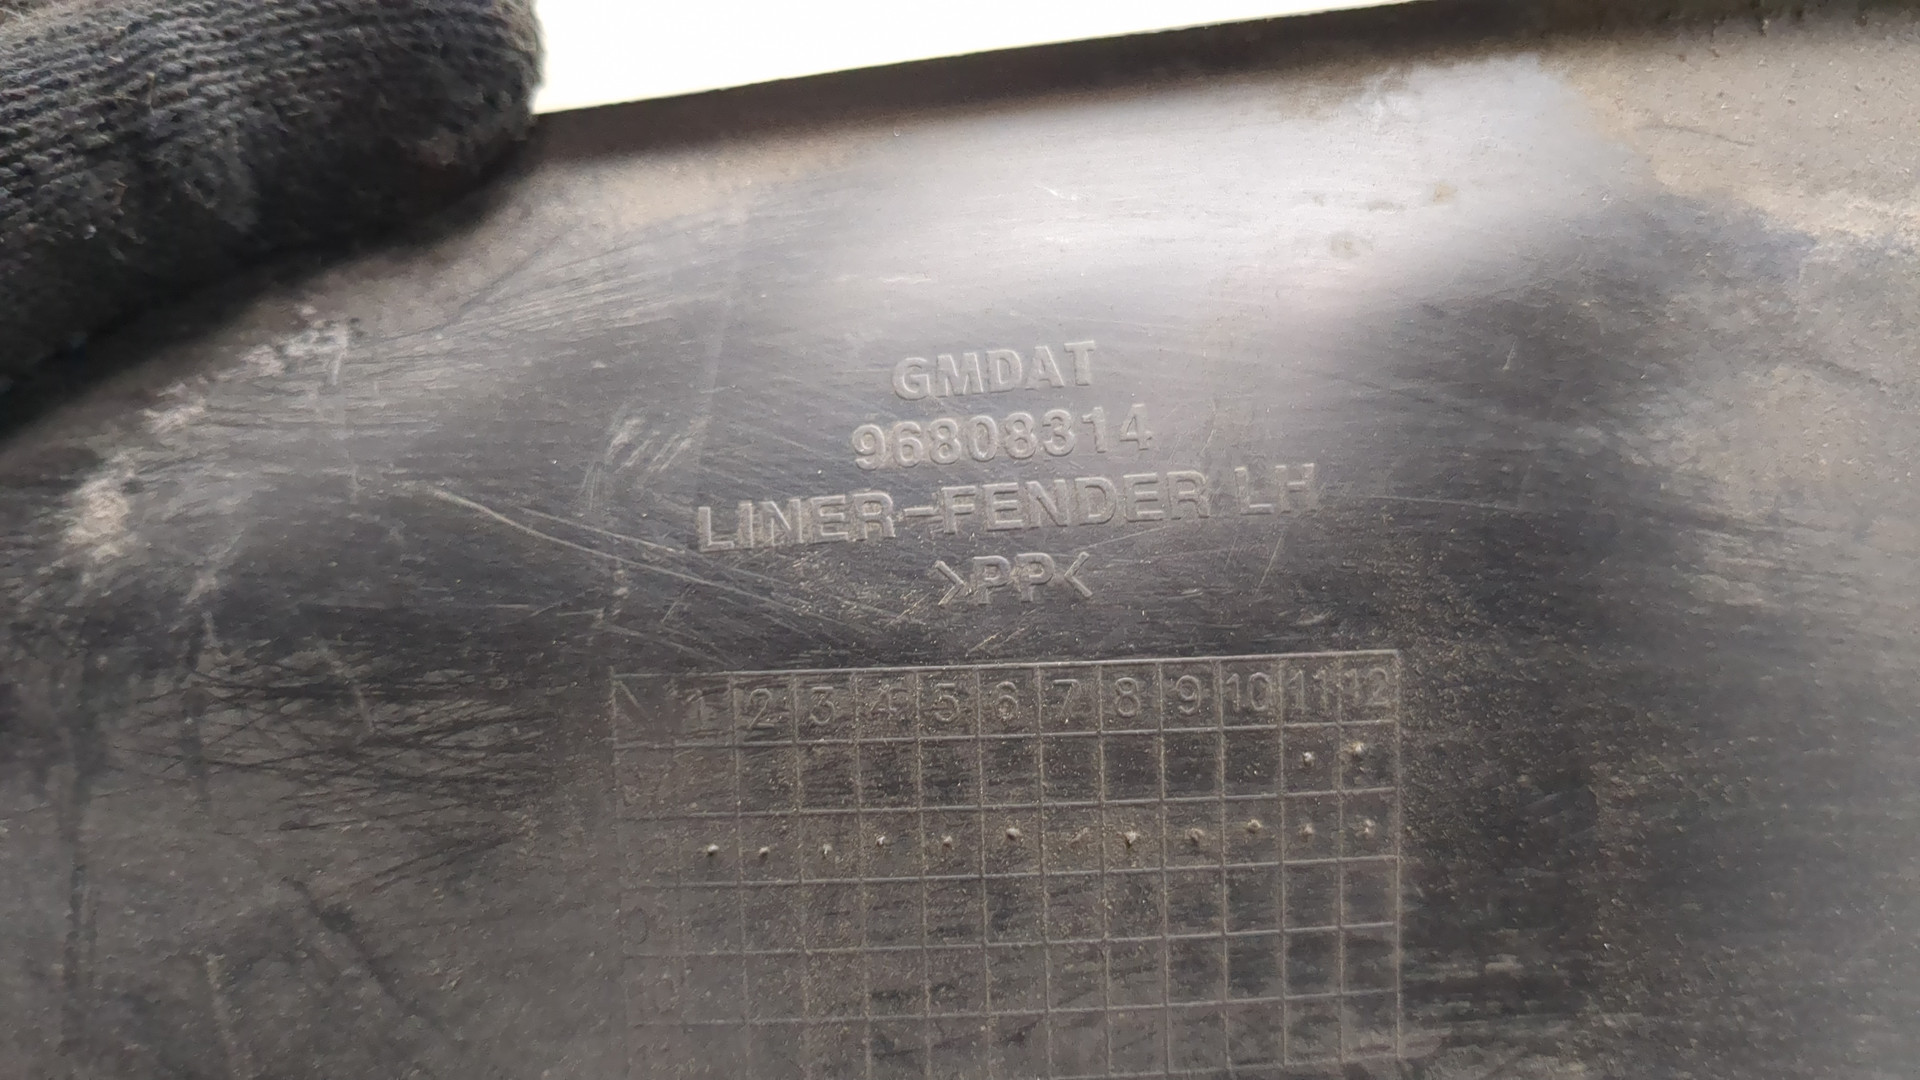 GMDAT
96808314
LINER-FENDER LH
>PP<
1 2 3 4 5 6 7 8 9 10 11 12